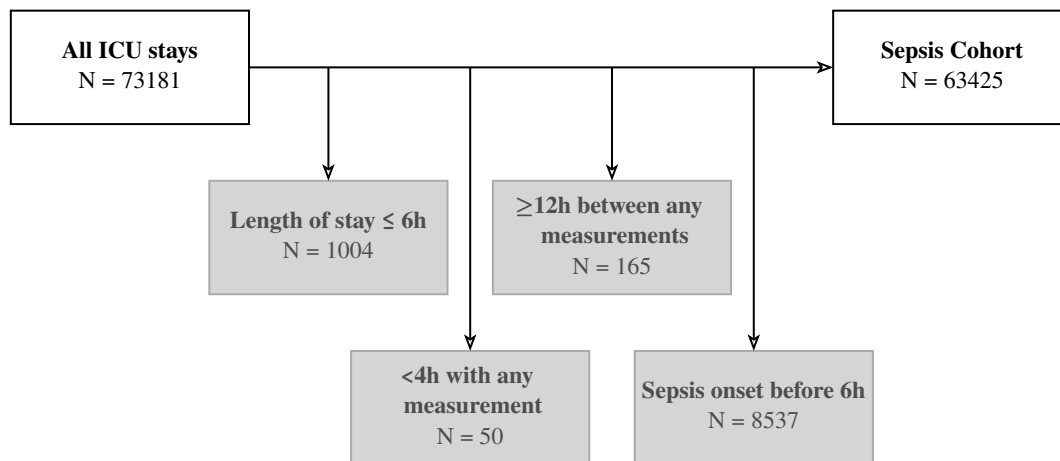 All ICU stays
N = 73181
Sepsis Cohort
N = 63425
Length of stay ≤ 6h
N = 1004
≥12h between any
measurements
N = 165
<4h with any
measurement
N = 50
Sepsis onset before 6h
N = 8537